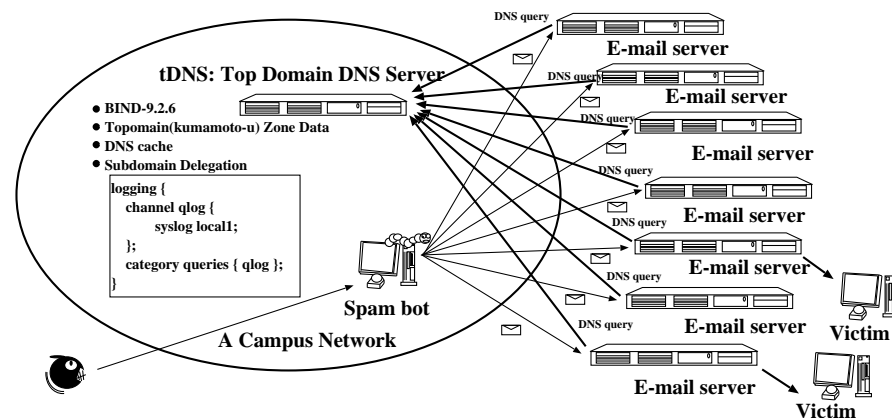 DNS query
E-mail server
tDNS: Top Domain DNS Server
DNS query
E-mail server
● BIND-9.2.6
● Topomain(kumamoto-u) Zone Data
● DNS cache
● Subdomain Delegation
DNS query
E-mail server
DNS query
E-mail server
logging {
channel qlog {
syslog local1;
};
category queries { qlog };
}
DNS query
E-mail server
DNS query
E-mail server
Spam bot
A Campus Network
DNS query
E-mail server
Victim
Victim